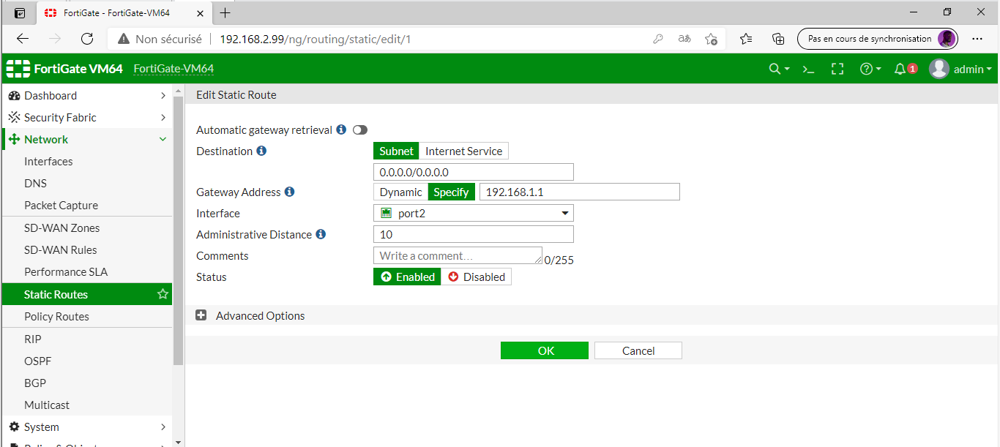 FortiGate - FortiGate-VM64
Non sécurisé 192.168.2.99/ng/routing/static/edit/1 Pas en cours de synchronisation
FortiGate VM64 FortiGate-VM64 1 admin
Dashboard
Security Fabric
Network
Interfaces
DNS
Packet Capture
SD-WAN Zones
SD-WAN Rules
Performance SLA
Static Routes
Policy Routes
RIP
OSPF
BGP
Multicast
System
Edit Static Route
Automatic gateway retrieval
Destination Subnet Internet Service
0.0.0.0/0.0.0.0
Gateway Address Dynamic Specify 192.168.1.1
Interface port2
Administrative Distance 10
Comments Write a comment... 0/255
Status Enabled Disabled
Advanced Options
OK Cancel